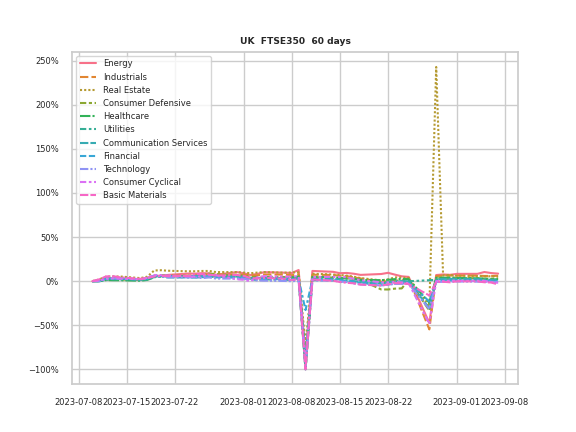 UK  FTSE350  60 days
250%
200%
150%
100%
50%
0%
−50%
−100%
Energy
Industrials
Real Estate
Consumer Defensive
Healthcare
Utilities
Communication Services
Financial
Technology
Consumer Cyclical
Basic Materials
2023-07-08 2023-07-15 2023-07-22 2023-08-01 2023-08-08 2023-08-15 2023-08-22 2023-09-01 2023-09-08